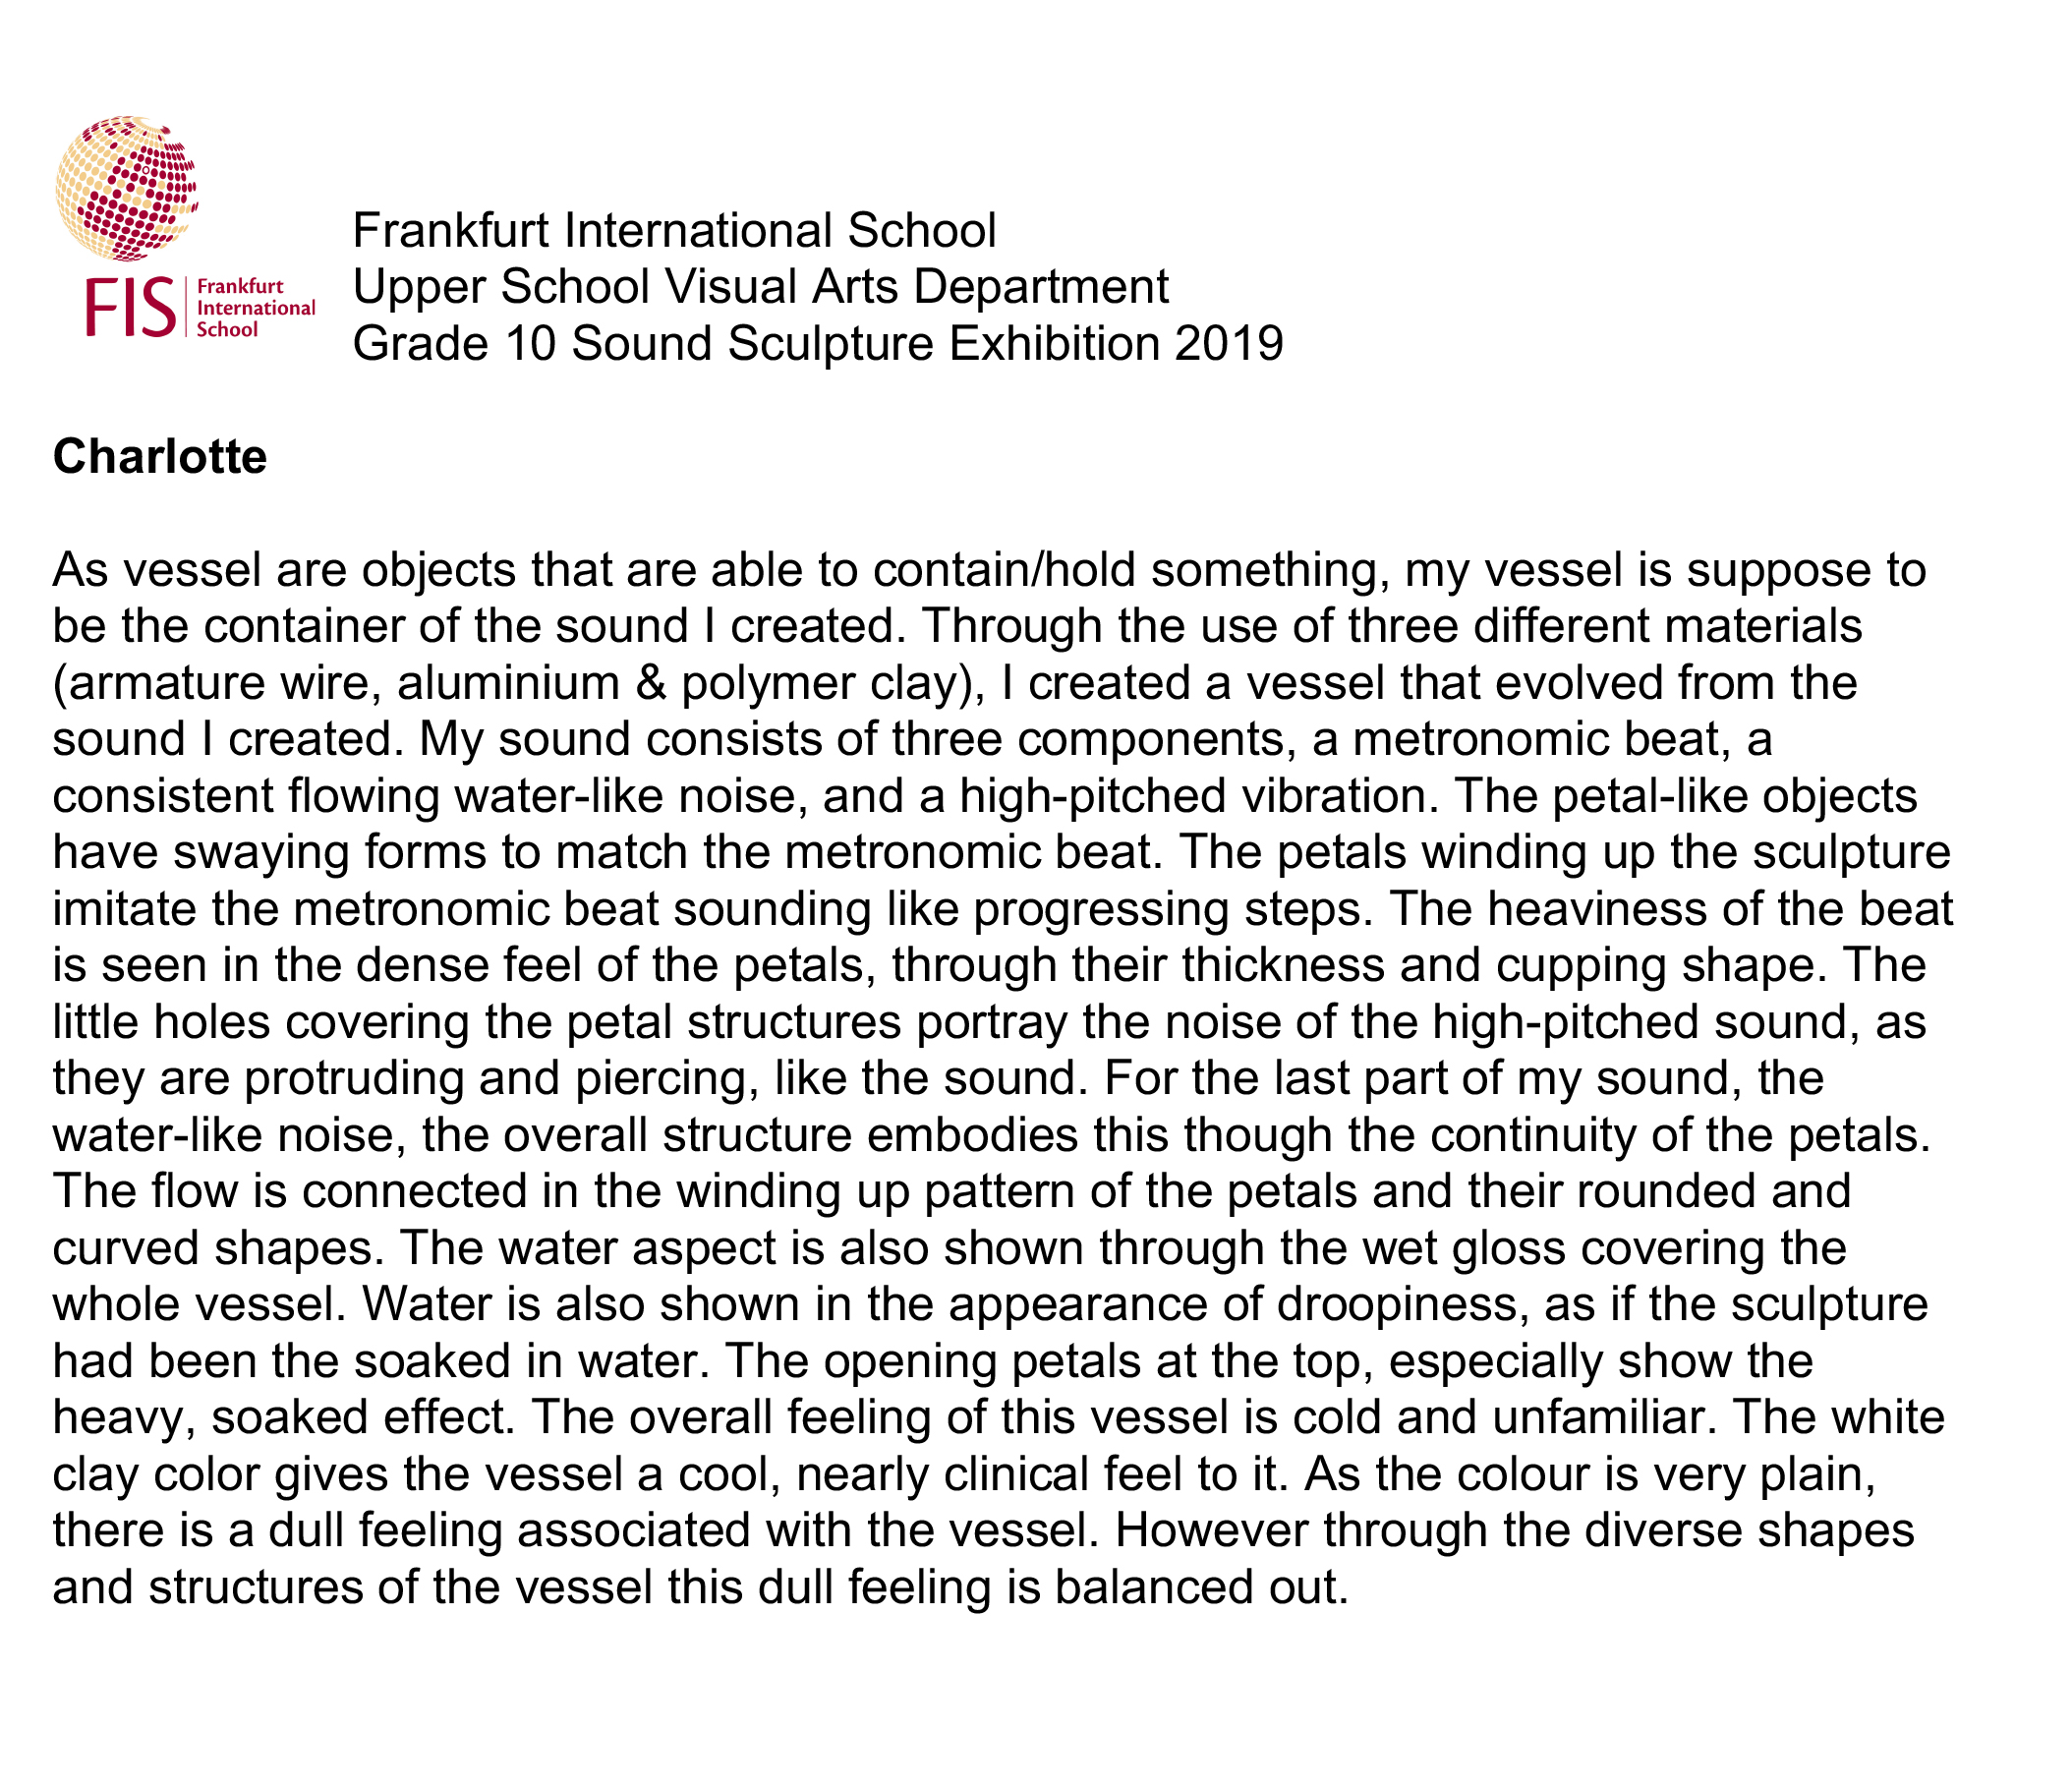 FIS
Frankfurt
International
School
Frankfurt International School
Upper School Visual Arts Department
Grade 10 Sound Sculpture Exhibition 2019
Charlotte
As vessel are objects that are able to contain/hold something, my vessel is suppose to
be the container of the sound I created. Through the use of three different materials
(armature wire, aluminium & polymer clay), I created a vessel that evolved from the
sound I created. My sound consists of three components, a metronomic beat, a
consistent flowing water-like noise, and a high-pitched vibration. The petal-like objects
have swaying forms to match the metronomic beat. The petals winding up the sculpture
imitate the metronomic beat sounding like progressing steps. The heaviness of the beat
is seen in the dense feel of the petals, through their thickness and cupping shape. The
little holes covering the petal structures portray the noise of the high-pitched sound, as
they are protruding and piercing, like the sound. For the last part of my sound, the
water-like noise, the overall structure embodies this though the continuity of the petals.
The flow is connected in the winding up pattern of the petals and their rounded and
curved shapes. The water aspect is also shown through the wet gloss covering the
whole vessel. Water is also shown in the appearance of droopiness, as if the sculpture
had been the soaked in water. The opening petals at the top, especially show the
heavy, soaked effect. The overall feeling of this vessel is cold and unfamiliar. The white
clay color gives the vessel a cool, nearly clinical feel to it. As the colour is very plain,
there is a dull feeling associated with the vessel. However through the diverse shapes
and structures of the vessel this dull feeling is balanced out.